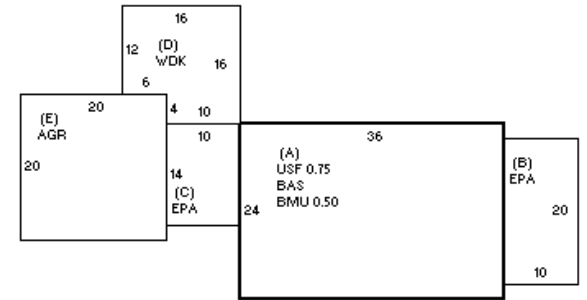 16
12
(D)
WDK
16
6
20
4
10
(E)
AGR
20
10
14
(C)
EPA
36
(A)
USF 0.75
BAS
BMU 0.50
24
(B)
EPA
20
10